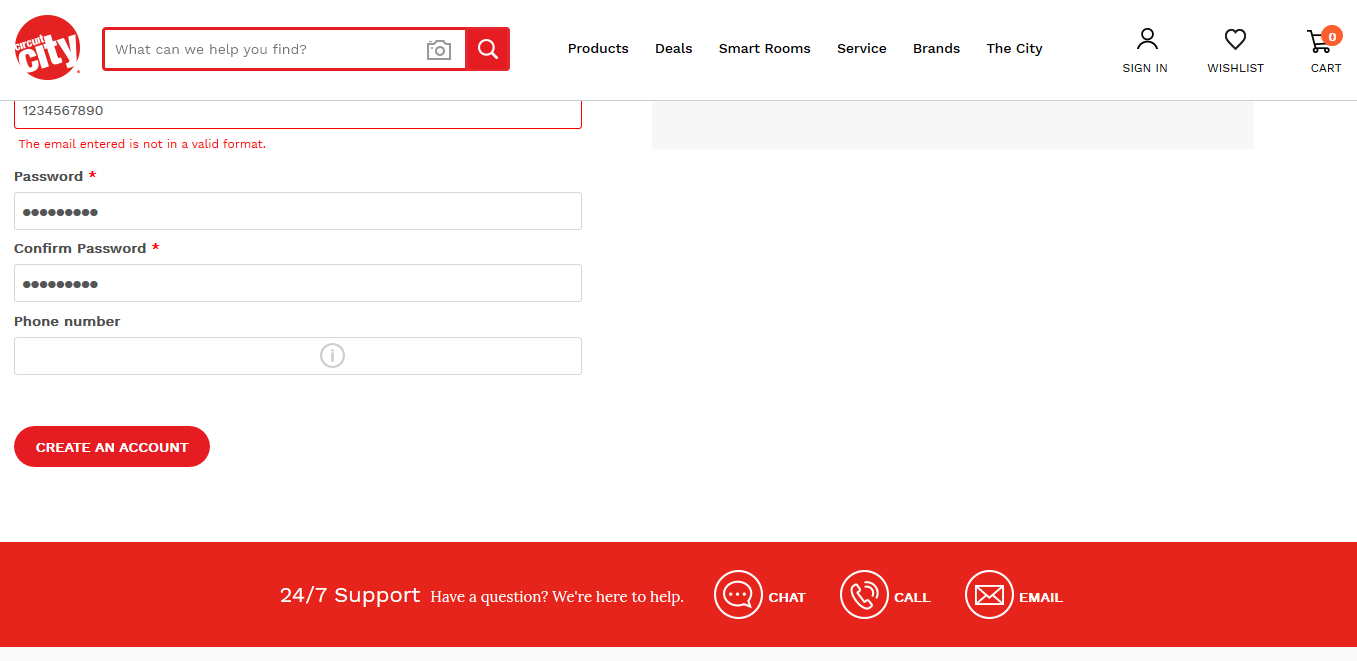 circuit
city
What can we help you find?
Products
Deals
Smart Rooms
Service
Brands
The City
SIGN IN
WISHLIST
0
CART
1234567890
The email entered is not in a valid format.
Password *
●●●●●●●●●
Confirm Password *
●●●●●●●●●
Phone number
i
CREATE AN ACCOUNT
24/7 Support Have a question? We're here to help.
CHAT
CALL
EMAIL